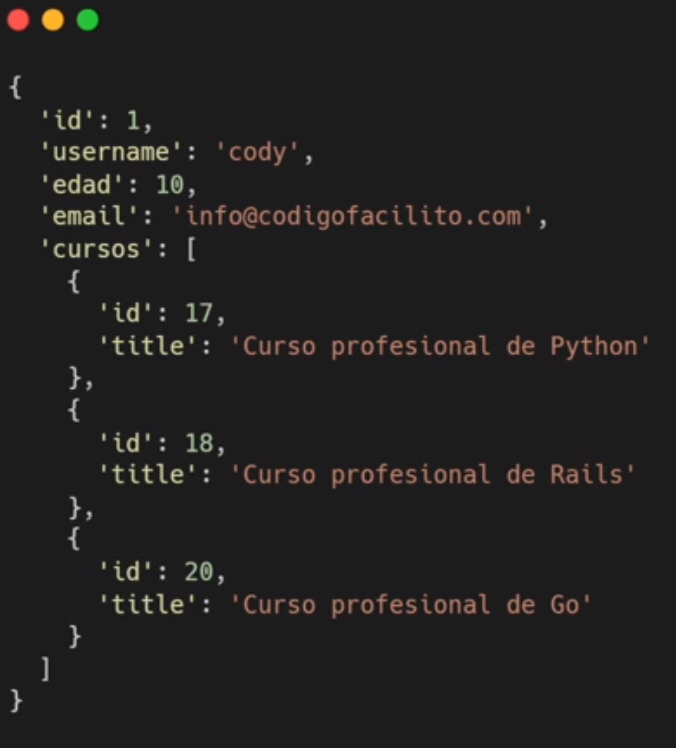 {
  'id': 1,
  'username': 'cody',
  'edad': 10,
  'email': 'info@codigofacilito.com',
  'cursos': [
    {
      'id': 17,
      'title': 'Curso profesional de Python'
    },
    {
      'id': 18,
      'title': 'Curso profesional de Rails'
    },
    {
      'id': 20,
      'title': 'Curso profesional de Go'
    }
  ]
}